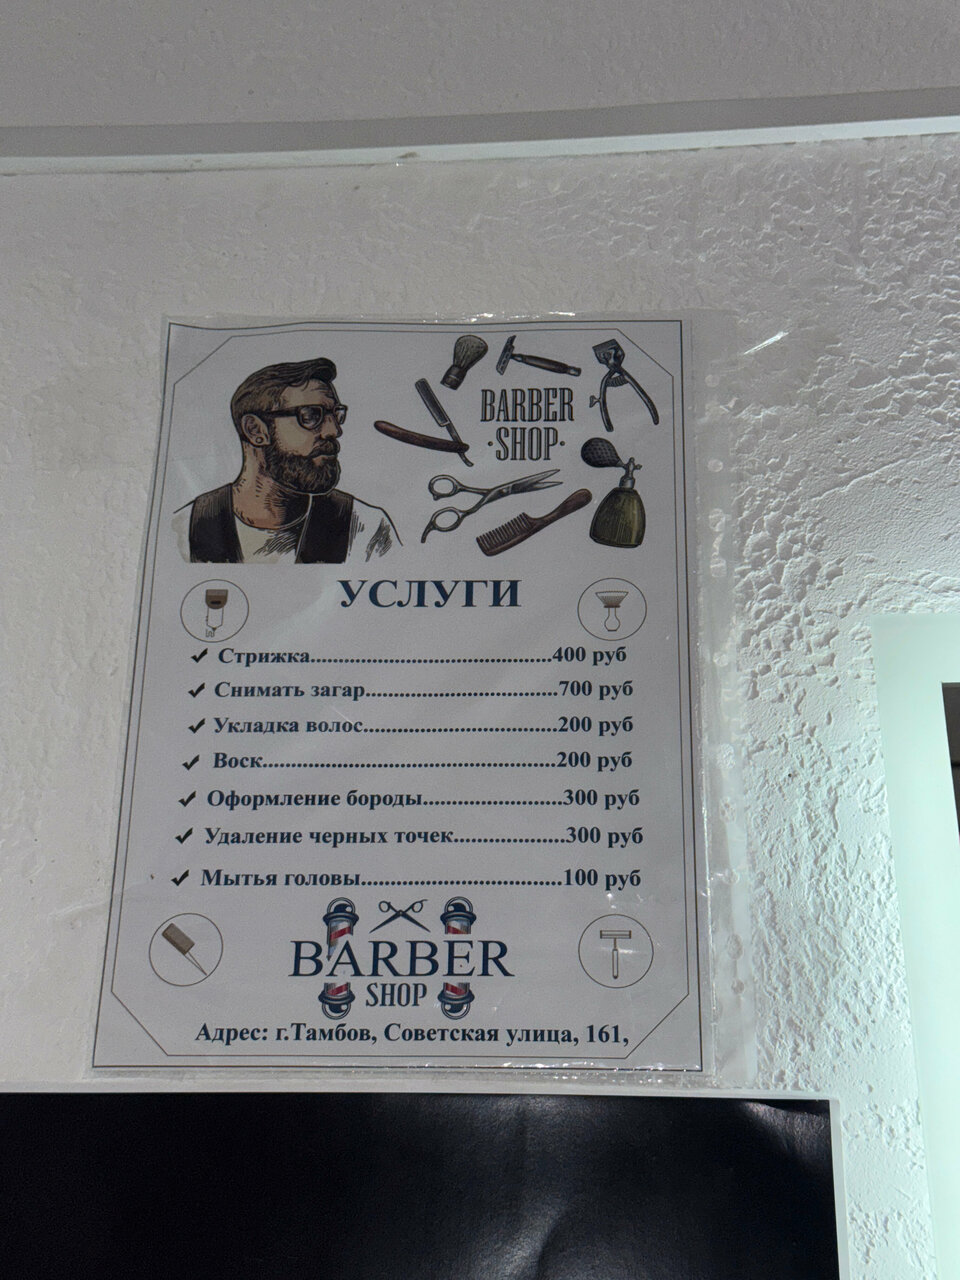 BARBER
·SHOP·
УСЛУГИ
✔ Стрижка..........................................400 руб
✔ Снимать загар.................................700 руб
✔ Укладка волос.................................200 руб
✔ Воск...................................................200 руб
✔ Оформление бороды........................300 руб
✔ Удаление черных точек...................300 руб
✔ Мытья головы...................................100 руб
BARBER
SHOP
Адрес: г.Тамбов, Советская улица, 161,